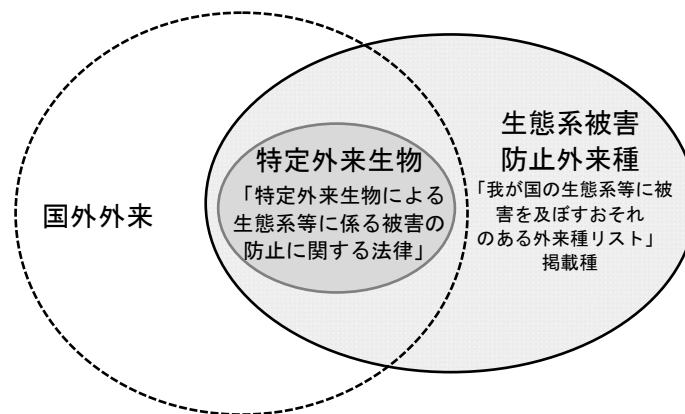 国外外来
特定外来生物
「特定外来生物による
生態系等に係る被害の
防止に関する法律」
生態系被害
防止外来種
「我が国の生態系等に被
害を及ぼすおそれ
のある外来種リスト」
掲載種